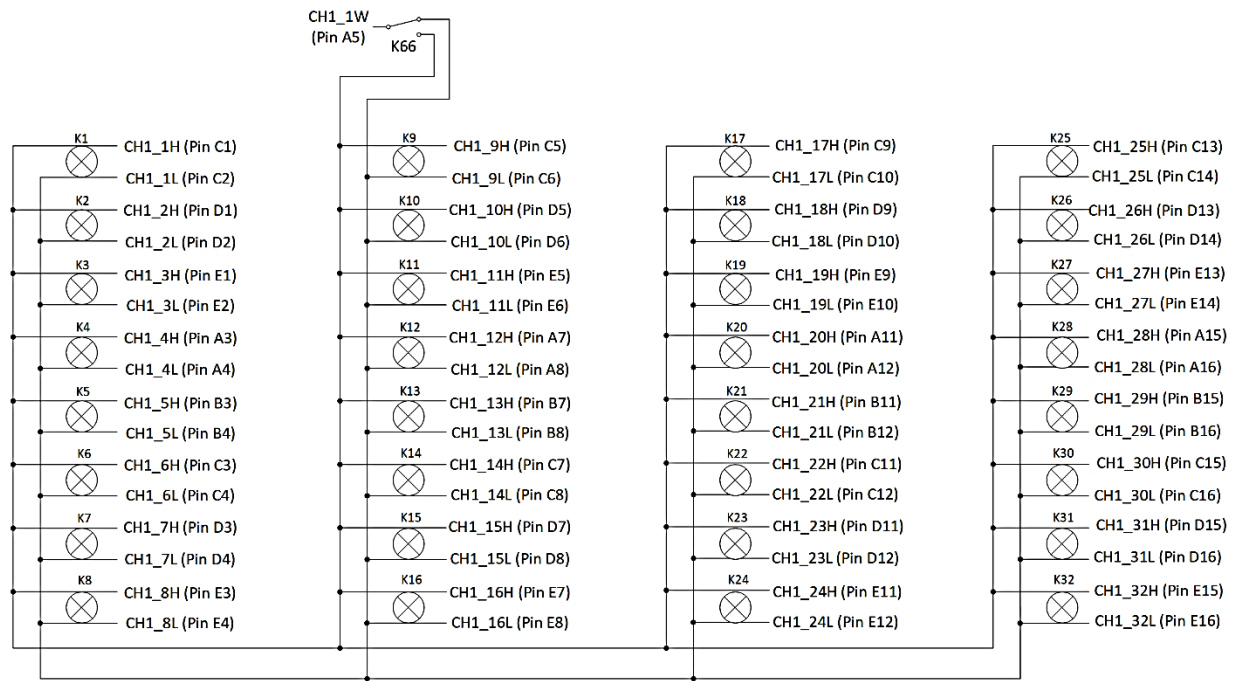 CH1_1W
(Pin A5)
K66
K1
CH1_1H (Pin C1)
CH1_1L (Pin C2)
K2
CH1_2H (Pin D1)
CH1_2L (Pin D2)
K3
CH1_3H (Pin E1)
CH1_3L (Pin E2)
K4
CH1_4H (Pin A3)
CH1_4L (Pin A4)
K5
CH1_5H (Pin B3)
CH1_5L (Pin B4)
K6
CH1_6H (Pin C3)
CH1_6L (Pin C4)
K7
CH1_7H (Pin D3)
CH1_7L (Pin D4)
K8
CH1_8H (Pin E3)
CH1_8L (Pin E4)
K9
CH1_9H (Pin C5)
CH1_9L (Pin C6)
K10
CH1_10H (Pin D5)
CH1_10L (Pin D6)
K11
CH1_11H (Pin E5)
CH1_11L (Pin E6)
K12
CH1_12H (Pin A7)
CH1_12L (Pin A8)
K13
CH1_13H (Pin B7)
CH1_13L (Pin B8)
K14
CH1_14H (Pin C7)
CH1_14L (Pin C8)
K15
CH1_15H (Pin D7)
CH1_15L (Pin D8)
K16
CH1_16H (Pin E7)
CH1_16L (Pin E8)
K17
CH1_17H (Pin C9)
CH1_17L (Pin C10)
K18
CH1_18H (Pin D9)
CH1_18L (Pin D10)
K19
CH1_19H (Pin E9)
CH1_19L (Pin E10)
K20
CH1_20H (Pin A11)
CH1_20L (Pin A12)
K21
CH1_21H (Pin B11)
CH1_21L (Pin B12)
K22
CH1_22H (Pin C11)
CH1_22L (Pin C12)
K23
CH1_23H (Pin D11)
CH1_23L (Pin D12)
K24
CH1_24H (Pin E11)
CH1_24L (Pin E12)
K25
CH1_25H (Pin C13)
CH1_25L (Pin C14)
K26
CH1_26H (Pin D13)
CH1_26L (Pin D14)
K27
CH1_27H (Pin E13)
CH1_27L (Pin E14)
K28
CH1_28H (Pin A15)
CH1_28L (Pin A16)
K29
CH1_29H (Pin B15)
CH1_29L (Pin B16)
K30
CH1_30H (Pin C15)
CH1_30L (Pin C16)
K31
CH1_31H (Pin D15)
CH1_31L (Pin D16)
K32
CH1_32H (Pin E15)
CH1_32L (Pin E16)